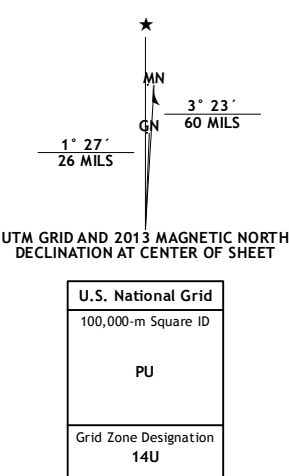 ★
MN
3° 23´
60 MILS
GN
1° 27´
26 MILS
UTM GRID AND 2013 MAGNETIC NORTH
DECLINATION AT CENTER OF SHEET
U.S. National Grid
100,000-m Square ID
PU
Grid Zone Designation
14U